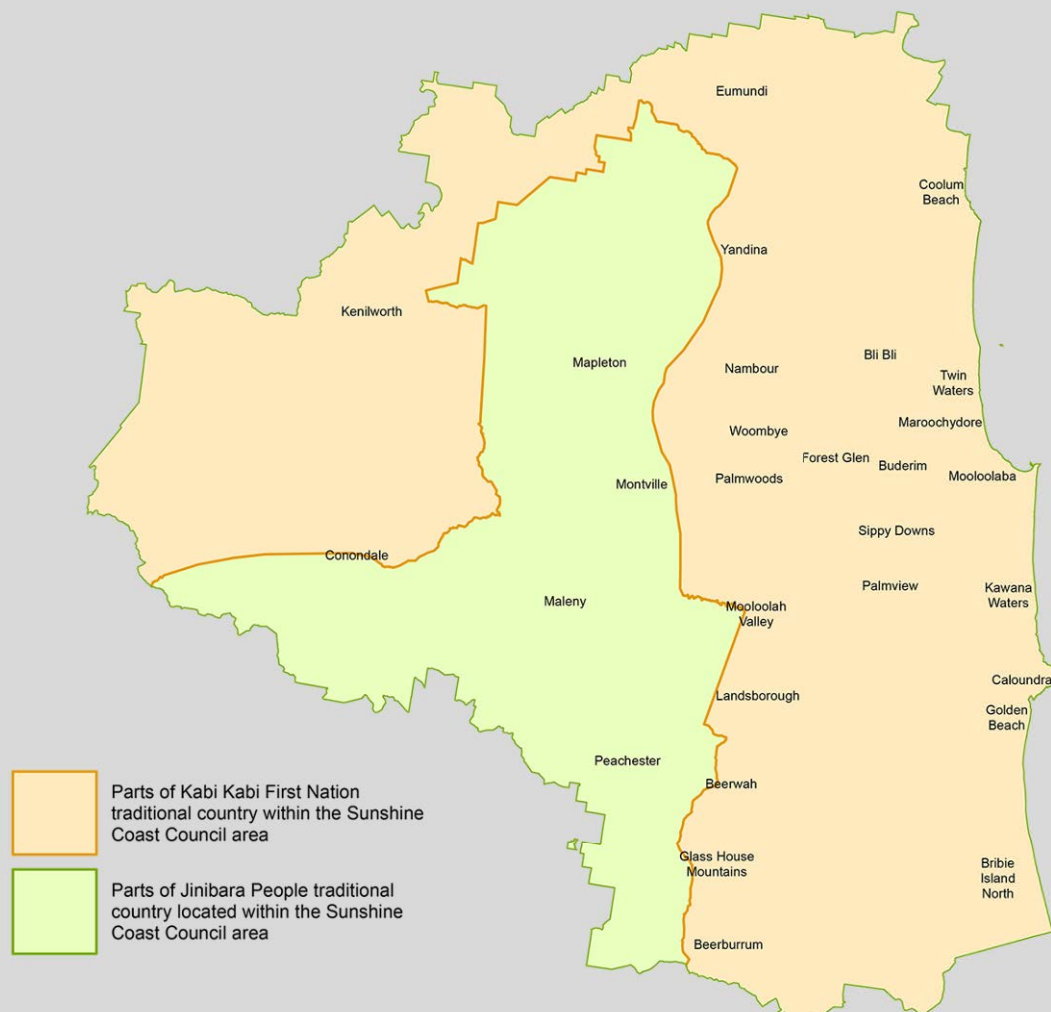 Eumundi
Coolum
Beach
Yandina
Kenilworth
Bli Bli
Mapleton
Nambour
Twin
Waters
Maroochydore
Woombye
Forest Glen
Buderim
Mooloolaba
Palmwoods
Montville
Sippy Downs
Conondale
Palmview
Kawana
Waters
Maleny
Mooloolah
Valley
Caloundra
Landsborough
Golden
Beach
Peachester
Beerwah
Parts of Kabi Kabi First Nation
traditional country within the Sunshine
Coast Council area
Glass House
Mountains
Bribie
Island
North
Parts of Jinibara People traditional
country located within the Sunshine
Coast Council area
Beerburrum